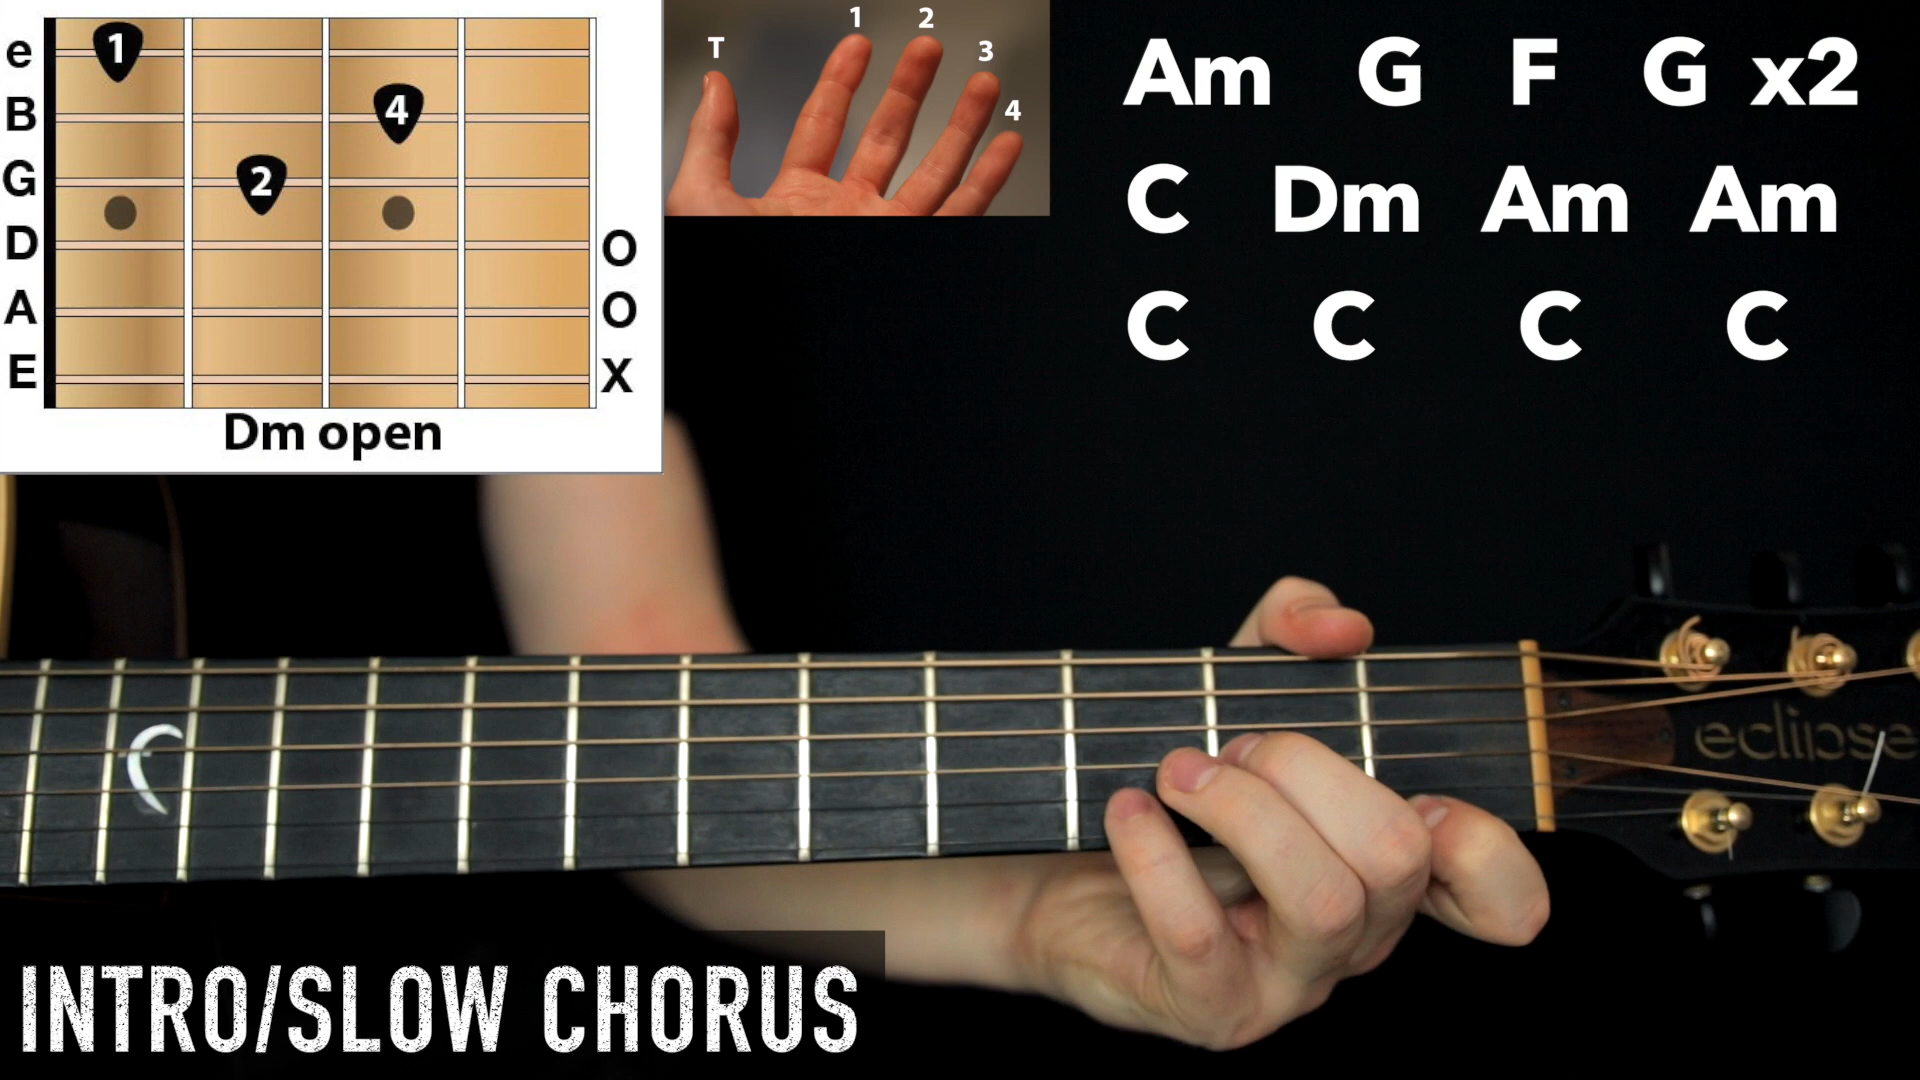 e
1
B
4
G
2
D
O
A
O
E
X
Dm open
T
1
2
3
4
Am G F G x2
C Dm Am Am
C C C C
eclipse
INTRO/SLOW CHORUS